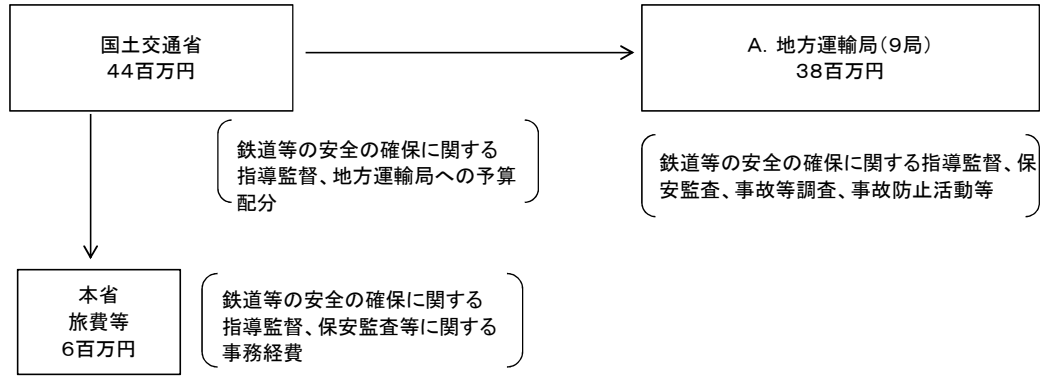 国土交通省
44百万円
A. 地方運輸局(9局)
38百万円
鉄道等の安全の確保に関する
指導監督、地方運輸局への予算
配分
鉄道等の安全の確保に関する指導監督、保
安監査、事故等調査、事故防止活動等
本省
旅費等
6百万円
鉄道等の安全の確保に関する
指導監督、保安監査等に関する
事務経費